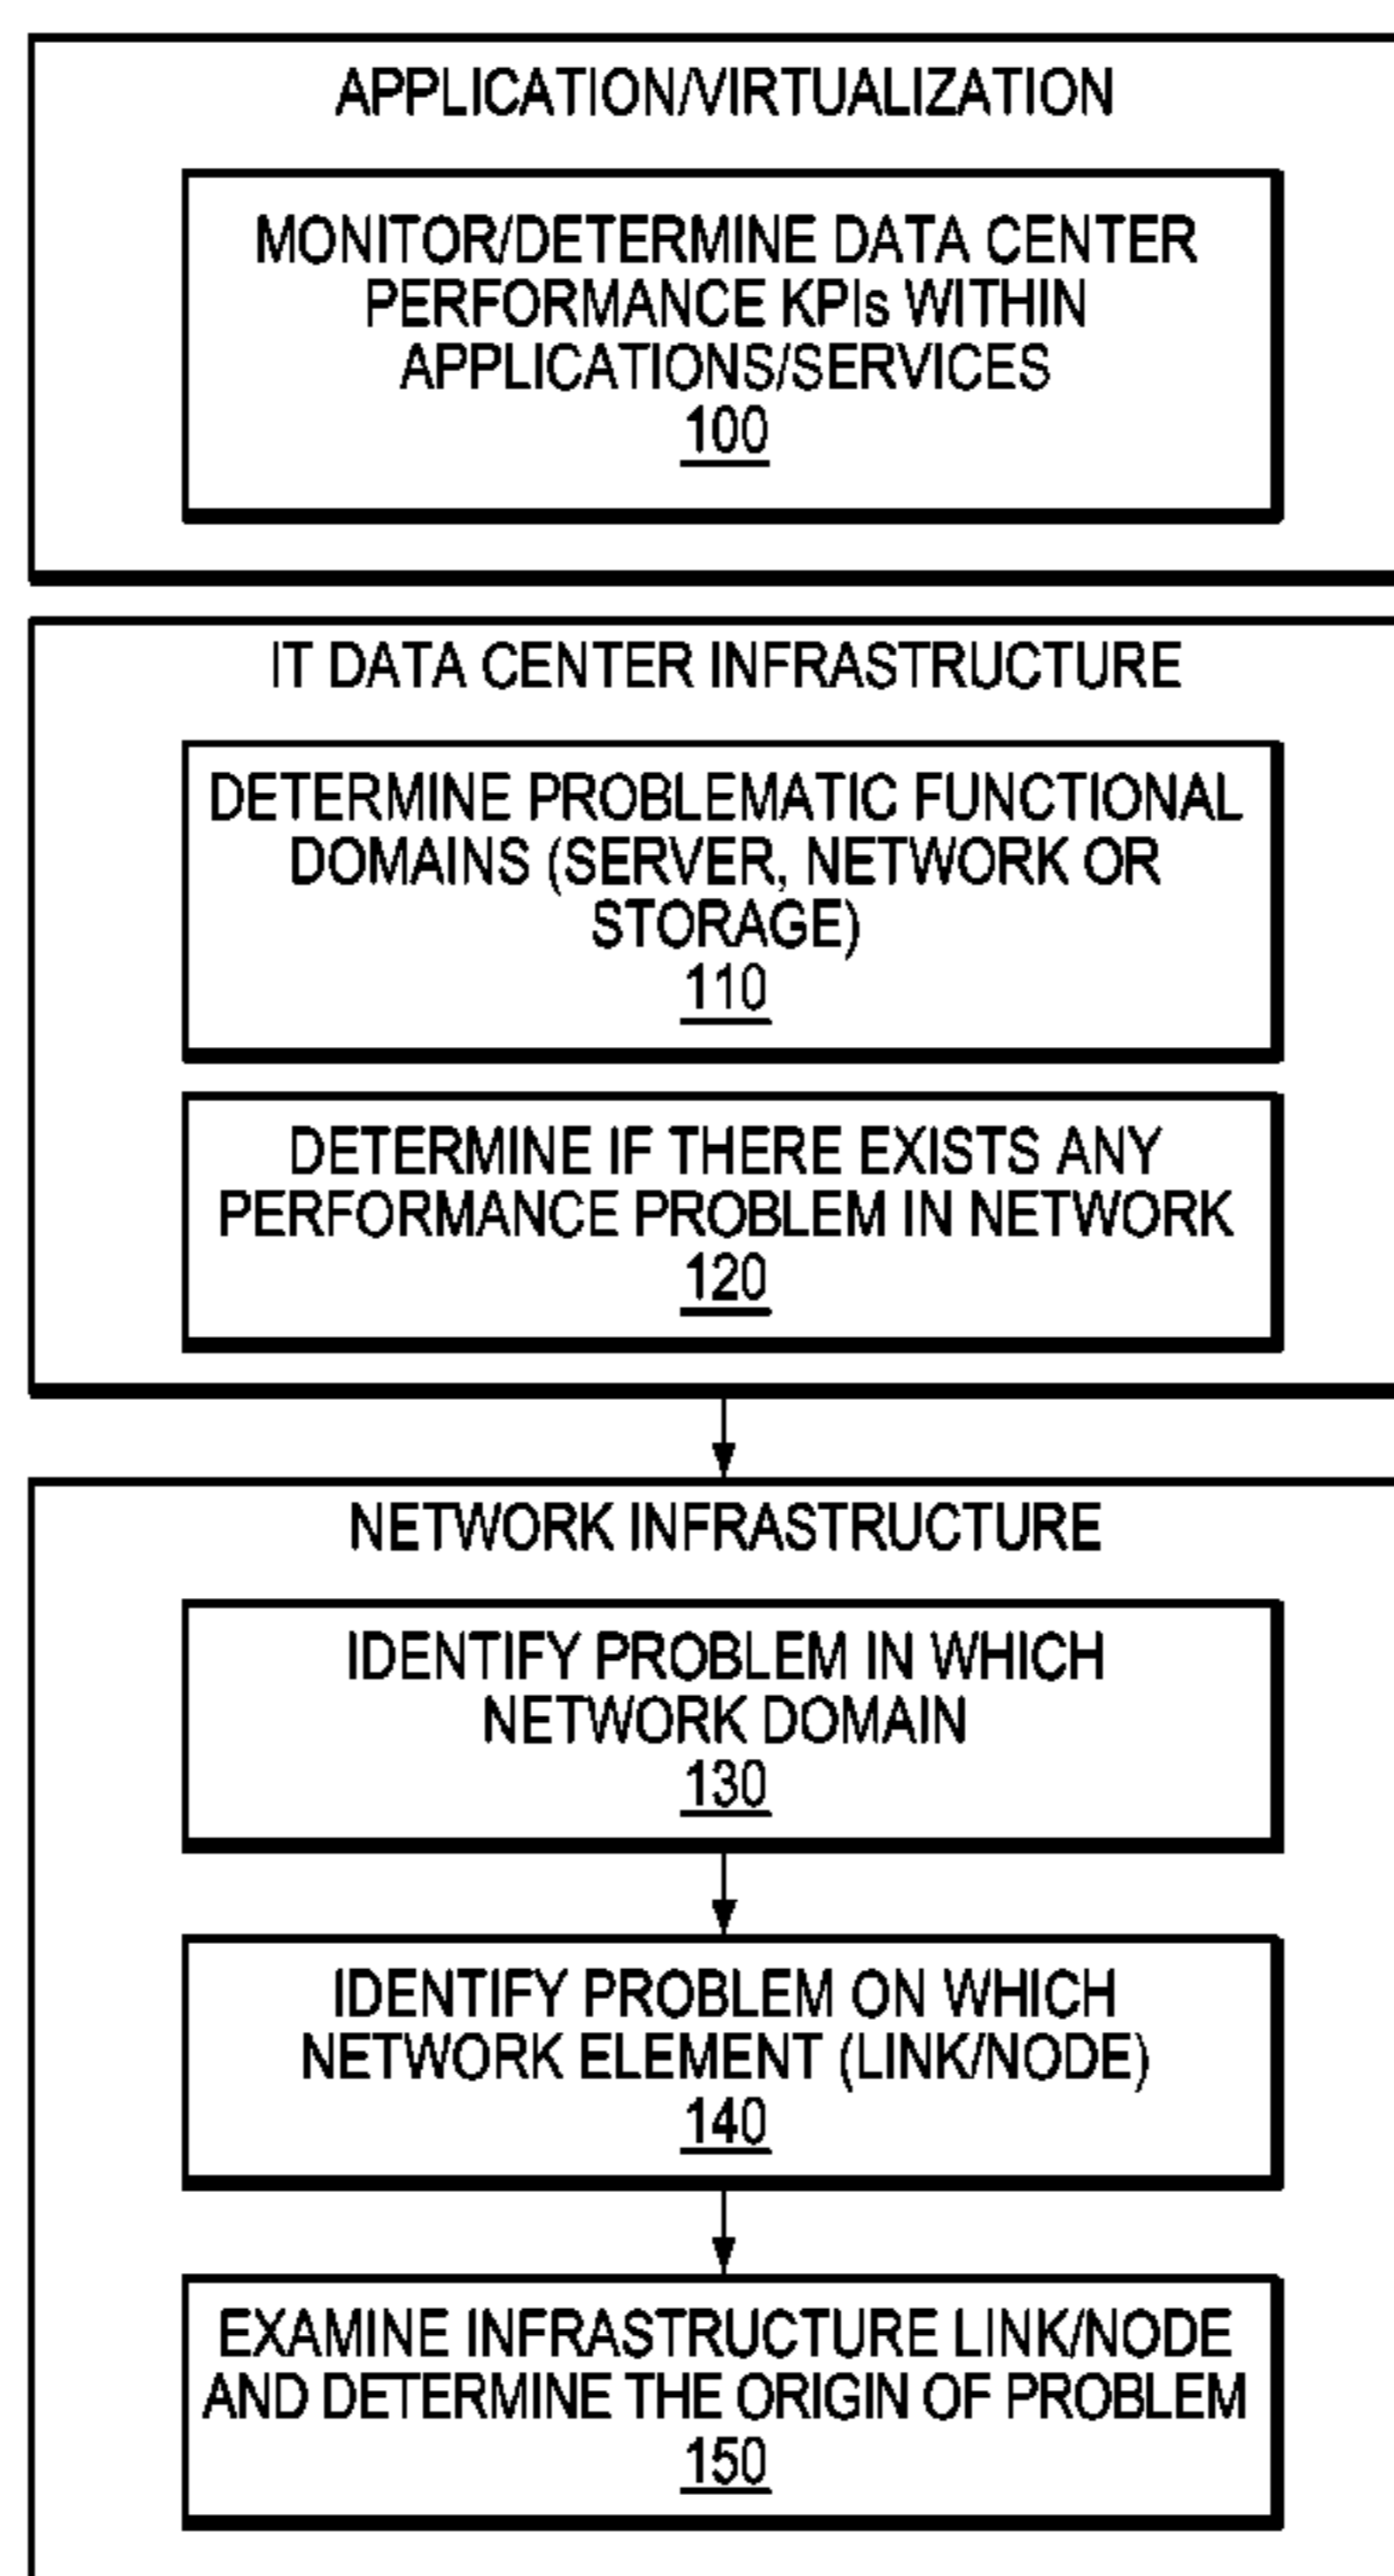 APPLICATION/VIRTUALIZATION
MONITOR/DETERMINE DATA CENTER
PERFORMANCE KPIs WITHIN
APPLICATIONS/SERVICES
100
IT DATA CENTER INFRASTRUCTURE
DETERMINE PROBLEMATIC FUNCTIONAL
DOMAINS (SERVER, NETWORK OR
STORAGE)
110
DETERMINE IF THERE EXISTS ANY
PERFORMANCE PROBLEM IN NETWORK
120
NETWORK INFRASTRUCTURE
IDENTIFY PROBLEM IN WHICH
NETWORK DOMAIN
130
IDENTIFY PROBLEM ON WHICH
NETWORK ELEMENT (LINK/NODE)
140
EXAMINE INFRASTRUCTURE LINK/NODE
AND DETERMINE THE ORIGIN OF PROBLEM
150